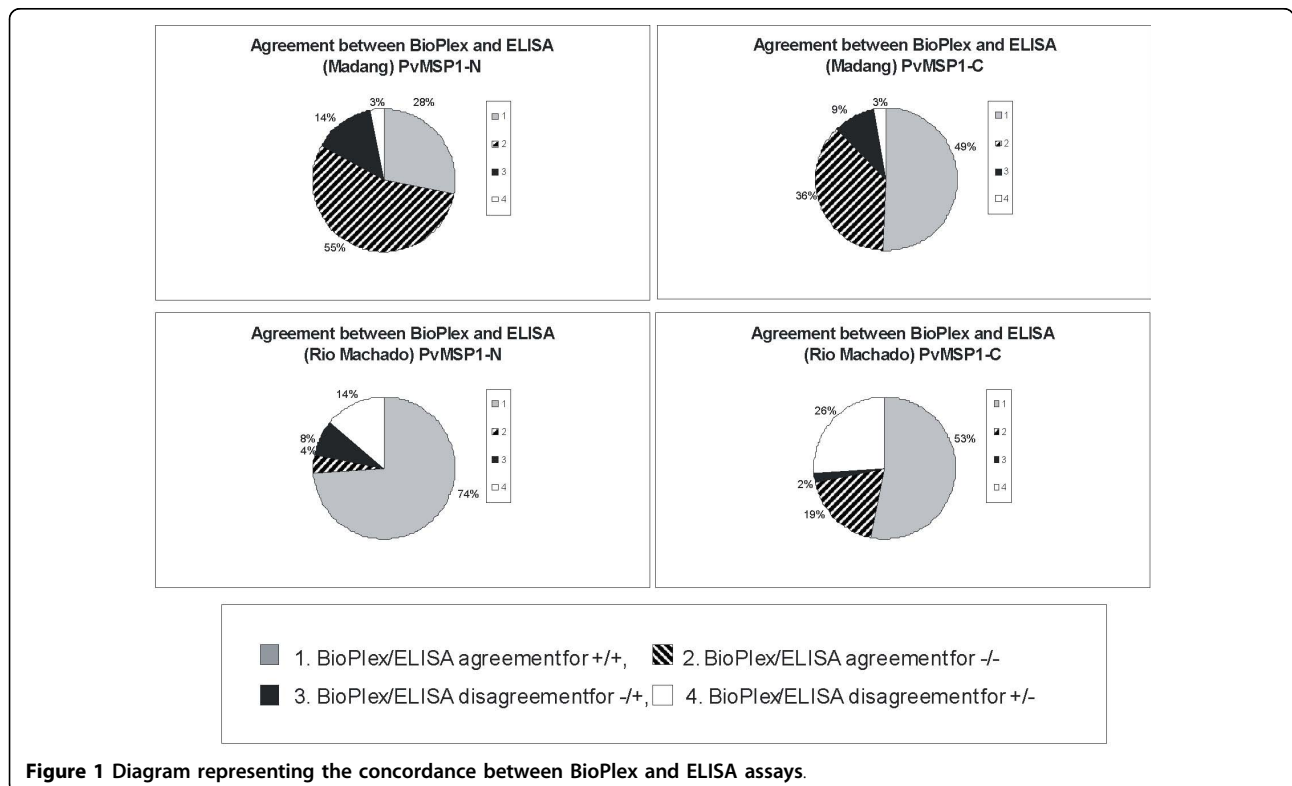 Agreement between BioPlex and ELISA
(Madang) PvMSP1-N
3%
28%
14%
55%
1
2
3
4
Agreement between BioPlex and ELISA
(Madang) PvMSP1-C
3%
9%
49%
36%
1
2
3
4
Agreement between BioPlex and ELISA
(Rio Machado) PvMSP1-N
14%
8%
4%
74%
1
2
3
4
Agreement between BioPlex and ELISA
(Rio Machado) PvMSP1-C
26%
53%
2%
19%
1
2
3
4
1. BioPlex/ELISA agreementfor +/+, 2. BioPlex/ELISA agreementfor -/-
3. BioPlex/ELISA disagreementfor -/+, 4. BioPlex/ELISA disagreementfor +/-
Figure 1 Diagram representing the concordance between BioPlex and ELISA assays.